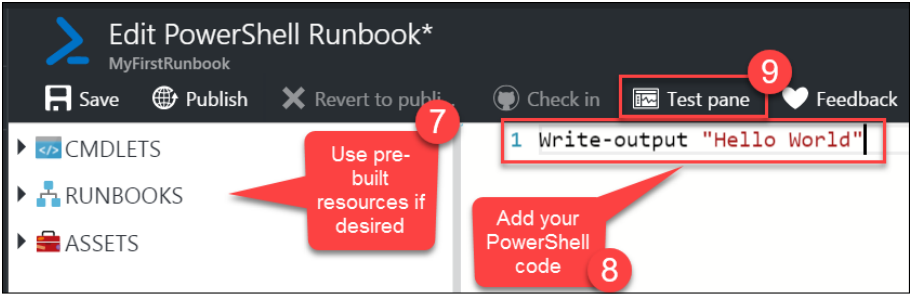 Edit PowerShell Runbook*
MyFirstRunbook
Save Publish Revert to publi... Check in Test pane Feedback
9
7
CMDLETS
RUNBOOKS
ASSETS
Use pre-
built
resources if
desired
1 Write-output "Hello World"
Add your
PowerShell
code
8